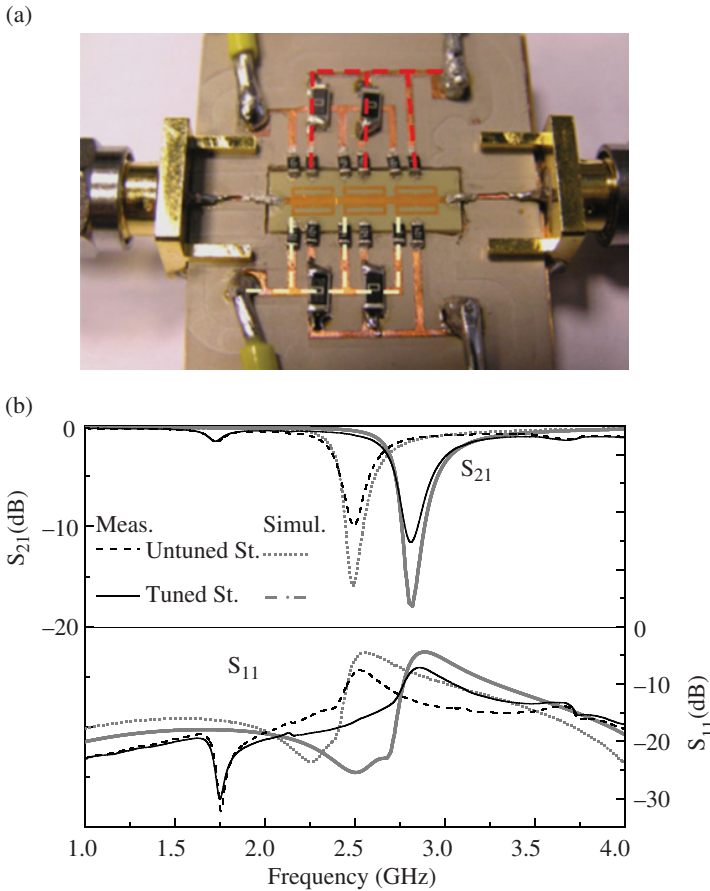 (a)
(b)
0
−10
−20
S21(dB)
S21
Meas.
Simul.
Untuned St.
Tuned St.
S11
0
−10
−20
−30
S11(dB)
1.0
1.5
2.0
2.5
3.0
3.5
4.0
Frequency (GHz)